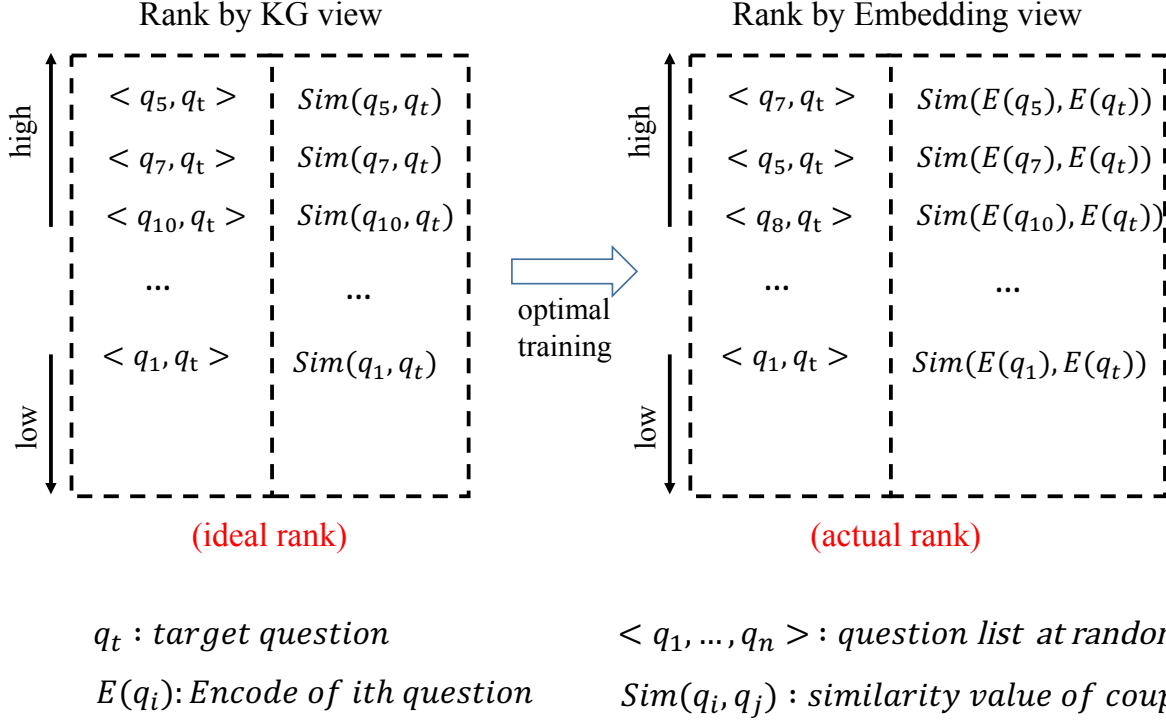 Rank by KG view
Rank by Embedding view
high
< q₅, qₜ > Sim(q₅, qₜ)
< q₇, qₜ > Sim(q₇, qₜ)
< q₁₀, qₜ > Sim(q₁₀, qₜ)
... ...
low
< q₁, qₜ > Sim(q₁, qₜ)
(ideal rank)
optimal
training
high
< q₇, qₜ > Sim(E(q₅), E(qₜ))
< q₅, qₜ > Sim(E(q₇), E(qₜ))
< q₈, qₜ > Sim(E(q₁₀), E(qₜ))
... ...
low
< q₁, qₜ > Sim(E(q₁), E(qₜ))
(actual rank)
qₜ : target question
< q₁, ..., qₙ > : question list at
E(qᵢ): Encode of ith question
Sim(qᵢ, qⱼ) : similarity value of